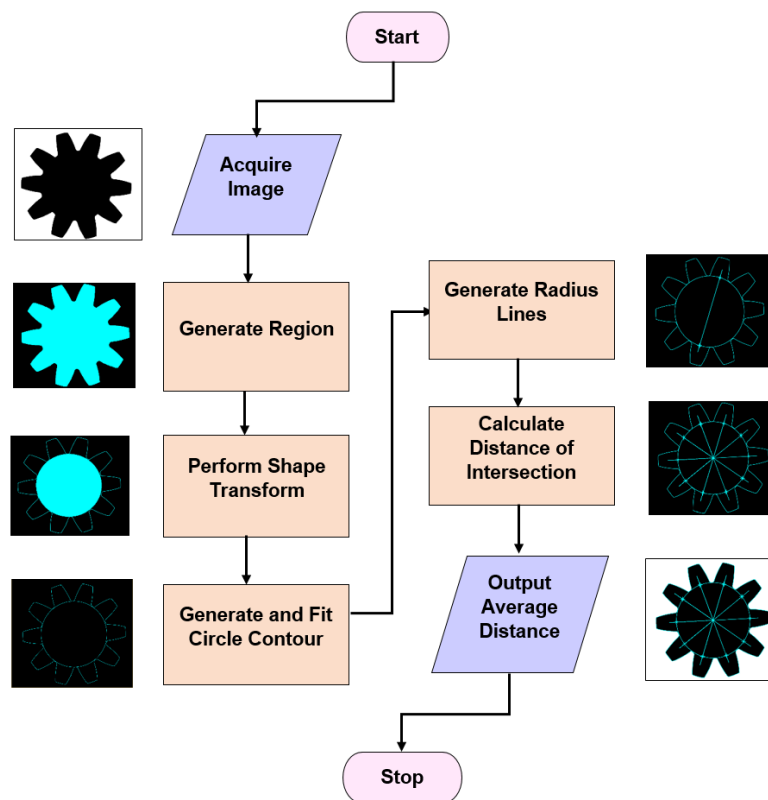 Start
Acquire
Image
Generate Region
Perform Shape
Transform
Generate and Fit
Circle Contour
Generate Radius
Lines
Calculate
Distance of
Intersection
Output
Average
Distance
Stop